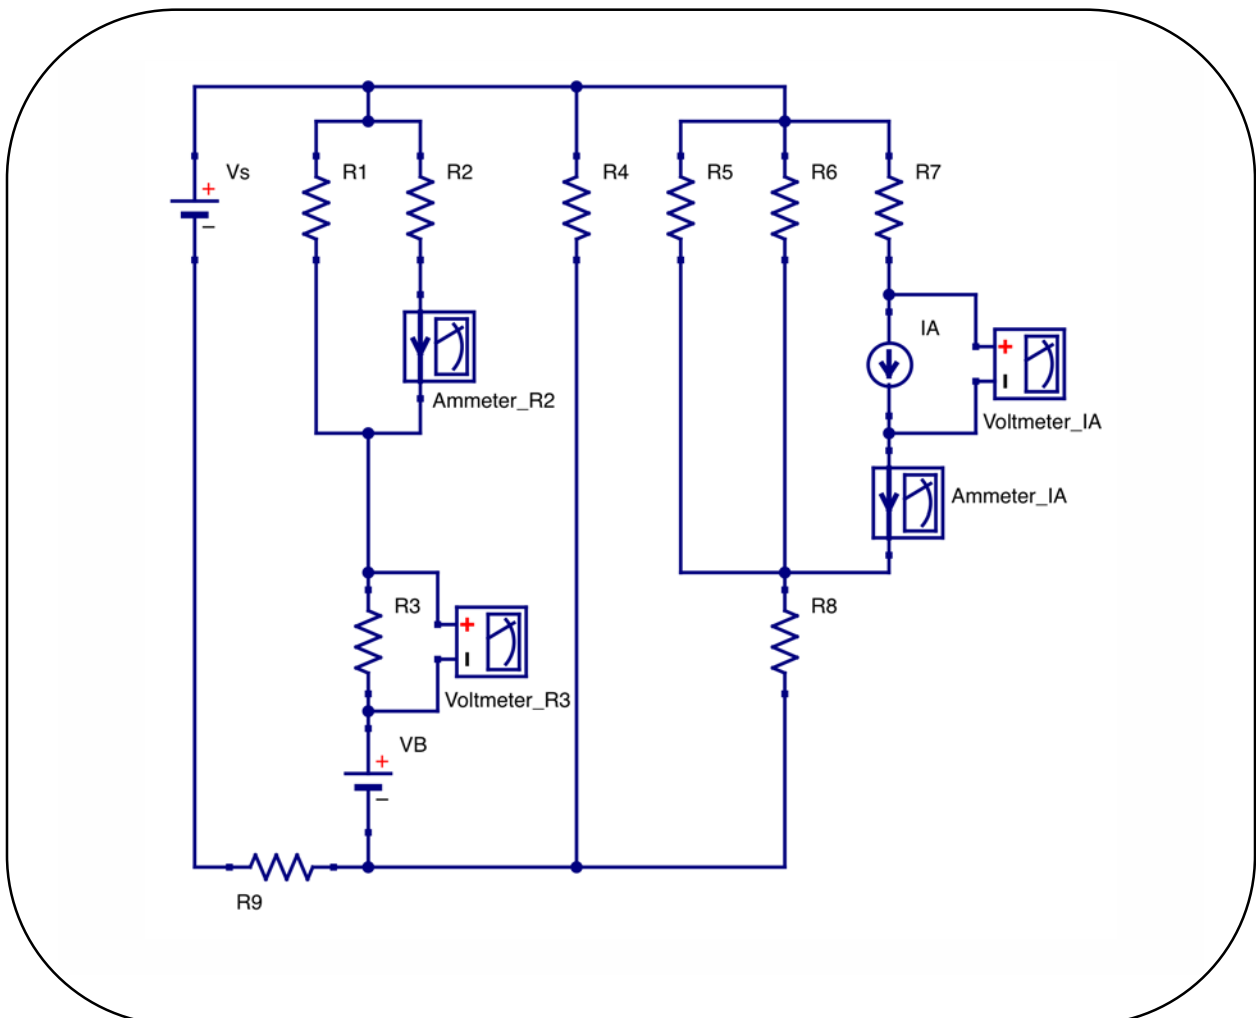 Vs
+
−
R1
R2
R4
R5
R6
R7
IA
+
I
Ammeter_R2
Voltmeter_IA
Ammeter_IA
R3
R8
+
I
Voltmeter_R3
VB
+
−
R9